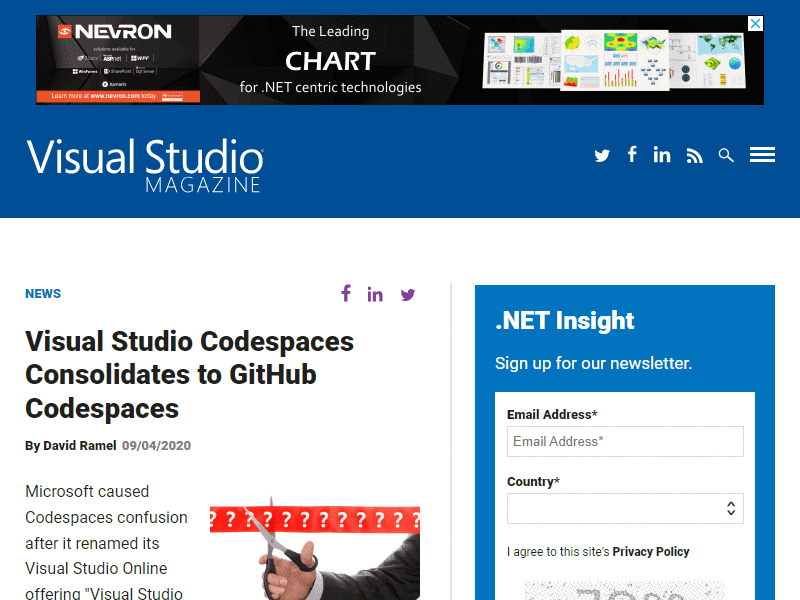 NEVRON
The Leading
CHART
for .NET centric technologies
solutions available for
ASP.net
WPF
WinForms
SharePoint
SQL Server
Xamarin
Learn more at www.nevron.com today
Visual Studio
MAGAZINE
NEWS
Visual Studio Codespaces
Consolidates to GitHub
Codespaces
By David Ramel 09/04/2020
Microsoft caused
Codespaces confusion
after it renamed its
Visual Studio Online
offering "Visual Studio
? ? ? ? ? ? ? ? ? ? ? ?
.NET Insight
Sign up for our newsletter.
Email Address*
Email Address*
Country*
I agree to this site's Privacy Policy